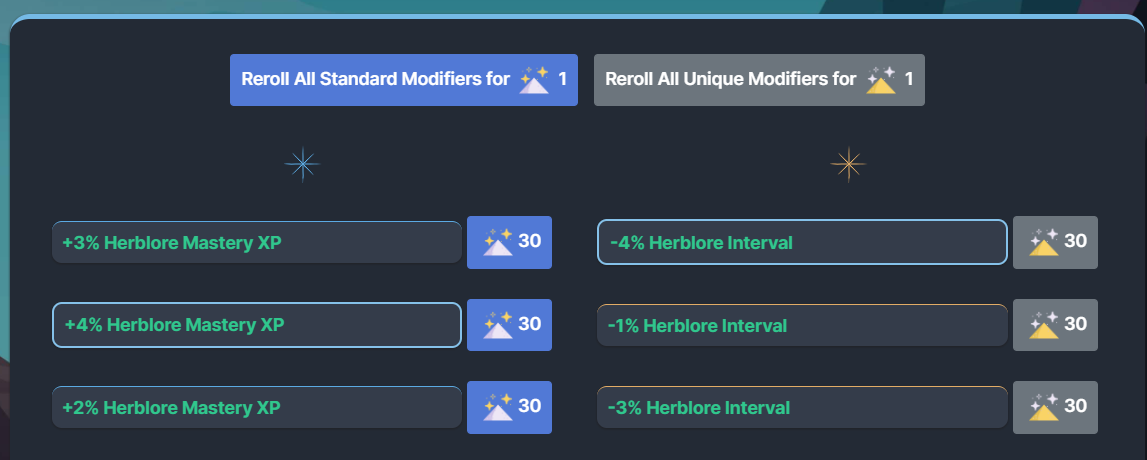 Reroll All Standard Modifiers for 1
Reroll All Unique Modifiers for 1
+3% Herblore Mastery XP
30
-4% Herblore Interval
30
+4% Herblore Mastery XP
30
-1% Herblore Interval
30
+2% Herblore Mastery XP
30
-3% Herblore Interval
30